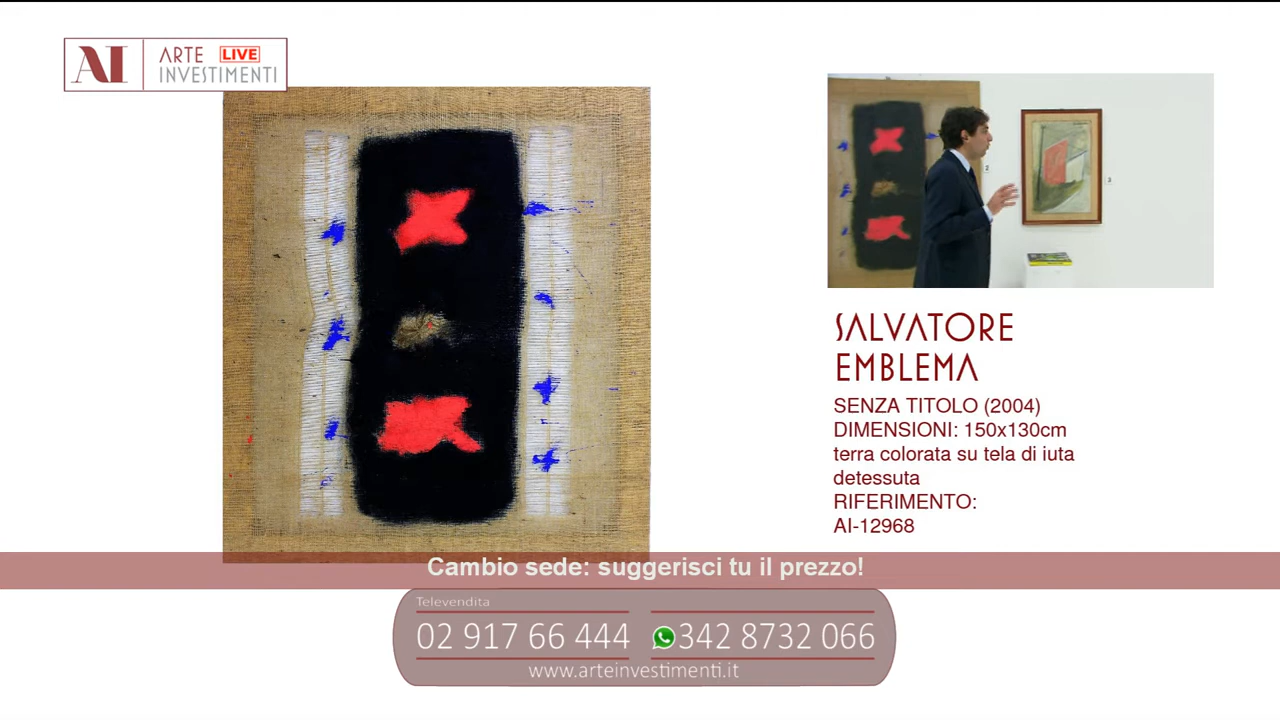 AI
ARTE LIVE
INVESTIMENTI
2
3
SALVATORE
EMBLEMA
SENZA TITOLO (2004)
DIMENSIONI: 150x130cm
terra colorata su tela di iuta
detessuta
RIFERIMENTO:
AI-12968
Cambio sede: suggerisci tu il prezzo!
Televendita
02 917 66 444 342 8732 066
www.arteinvestimenti.it